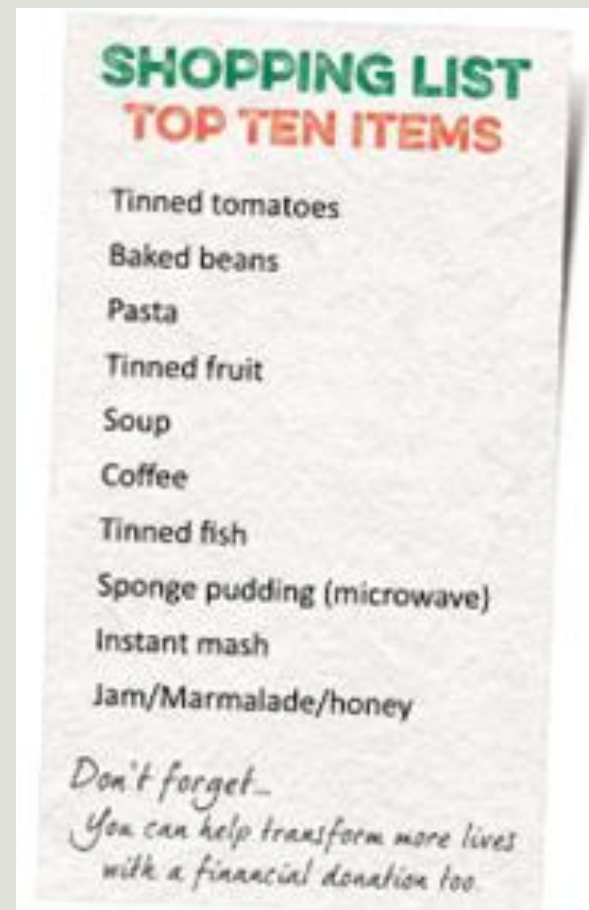 SHOPPING LIST
TOP TEN ITEMS
Tinned tomatoes
Baked beans
Pasta
Tinned fruit
Soup
Coffee
Tinned fish
Sponge pudding (microwave)
Instant mash
Jam/Marmalade/honey
Don't forget...
You can help transform more lives
with a financial donation too